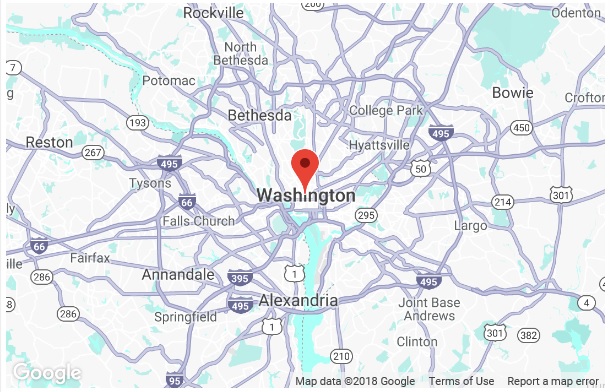 Rockville
200
Odenton
North
Bethesda
7
Potomac
Bowie
Crofton
Bethesda
College Park
193
495
450
Reston
267
Hyattsville
495
50
Tysons
66
Washington
214
301
Falls Church
295
Largo
66
Fairfax
286
Annandale
395
1
495
286
495
Alexandria
Joint Base
Andrews
4
Springfield
1
301
382
Clinton
210
95
Google
Map data ©2018 Google
Terms of Use
Report a map error